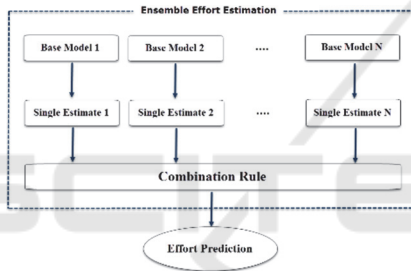 Ensemble Effort Estimation
Base Model 1 Base Model 2 .... Base Model N
Single Estimate 1 Single Estimate 2 .... Single Estimate N
Combination Rule
Effort Prediction